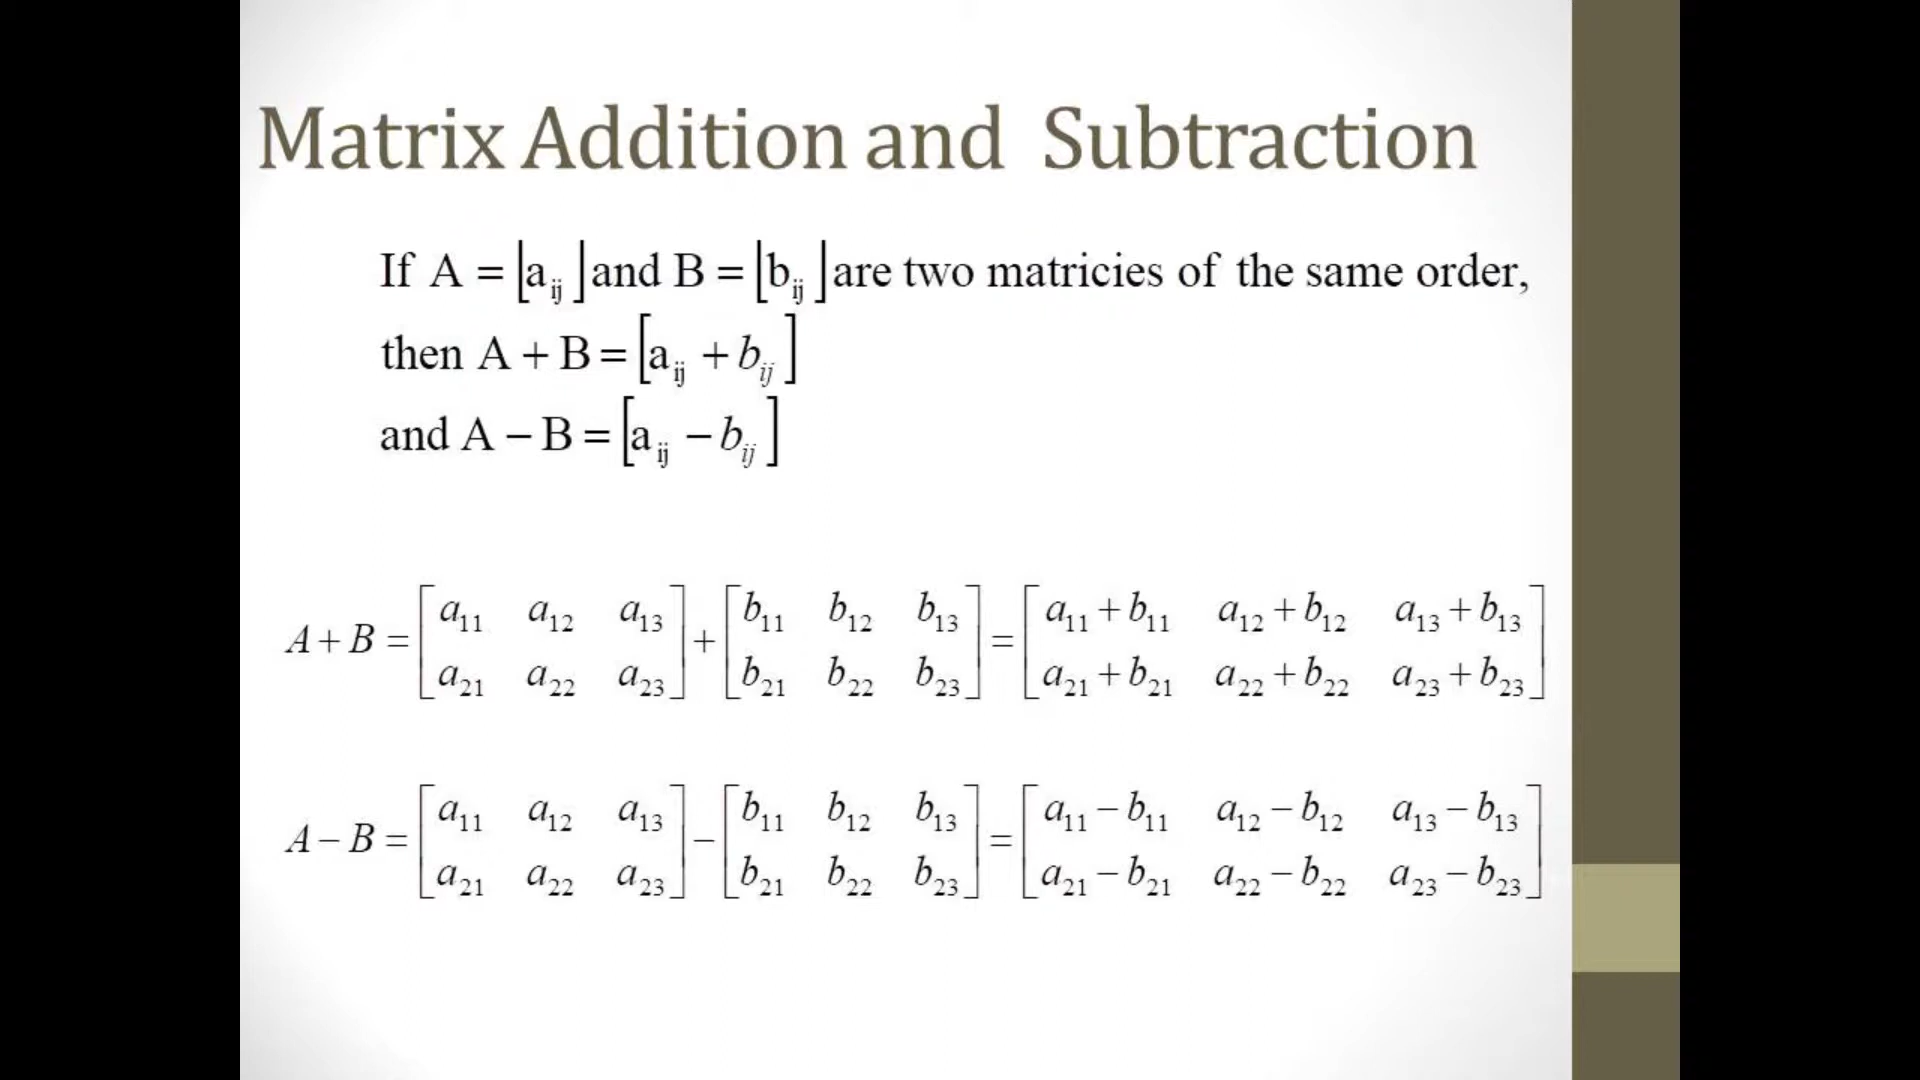 Matrix Addition and Subtraction
If A = ⌊a_ij⌋ and B = ⌊b_ij⌋ are two matricies of the same order,
then A + B = [a_ij + b_ij]
and A − B = [a_ij − b_ij]
A + B = [a_11 a_12 a_13; a_21 a_22 a_23] + [b_11 b_12 b_13; b_21 b_22 b_23] = [a_11 + b_11 a_12 + b_12 a_13 + b_13; a_21 + b_21 a_22 + b_22 a_23 + b_23]
A − B = [a_11 a_12 a_13; a_21 a_22 a_23] − [b_11 b_12 b_13; b_21 b_22 b_23] = [a_11 − b_11 a_12 − b_12 a_13 − b_13; a_21 − b_21 a_22 − b_22 a_23 − b_23]